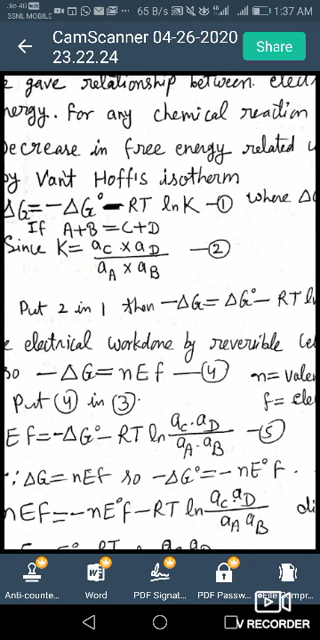 BSNL MOBILE
65 B/s
1:37 AM
CamScanner 04-26-2020
23.22.24
Share
gave relationship between
For any chemical reaction
decrease in free energy related
by Vant Hoff's isotherm
ΔG = -ΔG° - RT ln K - ① where ΔG
If A+B = C+D
Since K = aC × aD / aA × aB - ②
Put 2 in 1 then -ΔG = ΔG° - RT ln
electrical workdone by reversible
so -ΔG = nEf - ④ n =
Put ④ in ③
Ef = -ΔG° - RT ln aC·aD / aA·aB - ⑤
∵ ΔG = nEf so -ΔG° = -nE°f
nEf = -nE°f - RT ln aC aD / aA aB
Anti-counte...
Word
PDF Signat...
PDF Passw...
V RECORDER